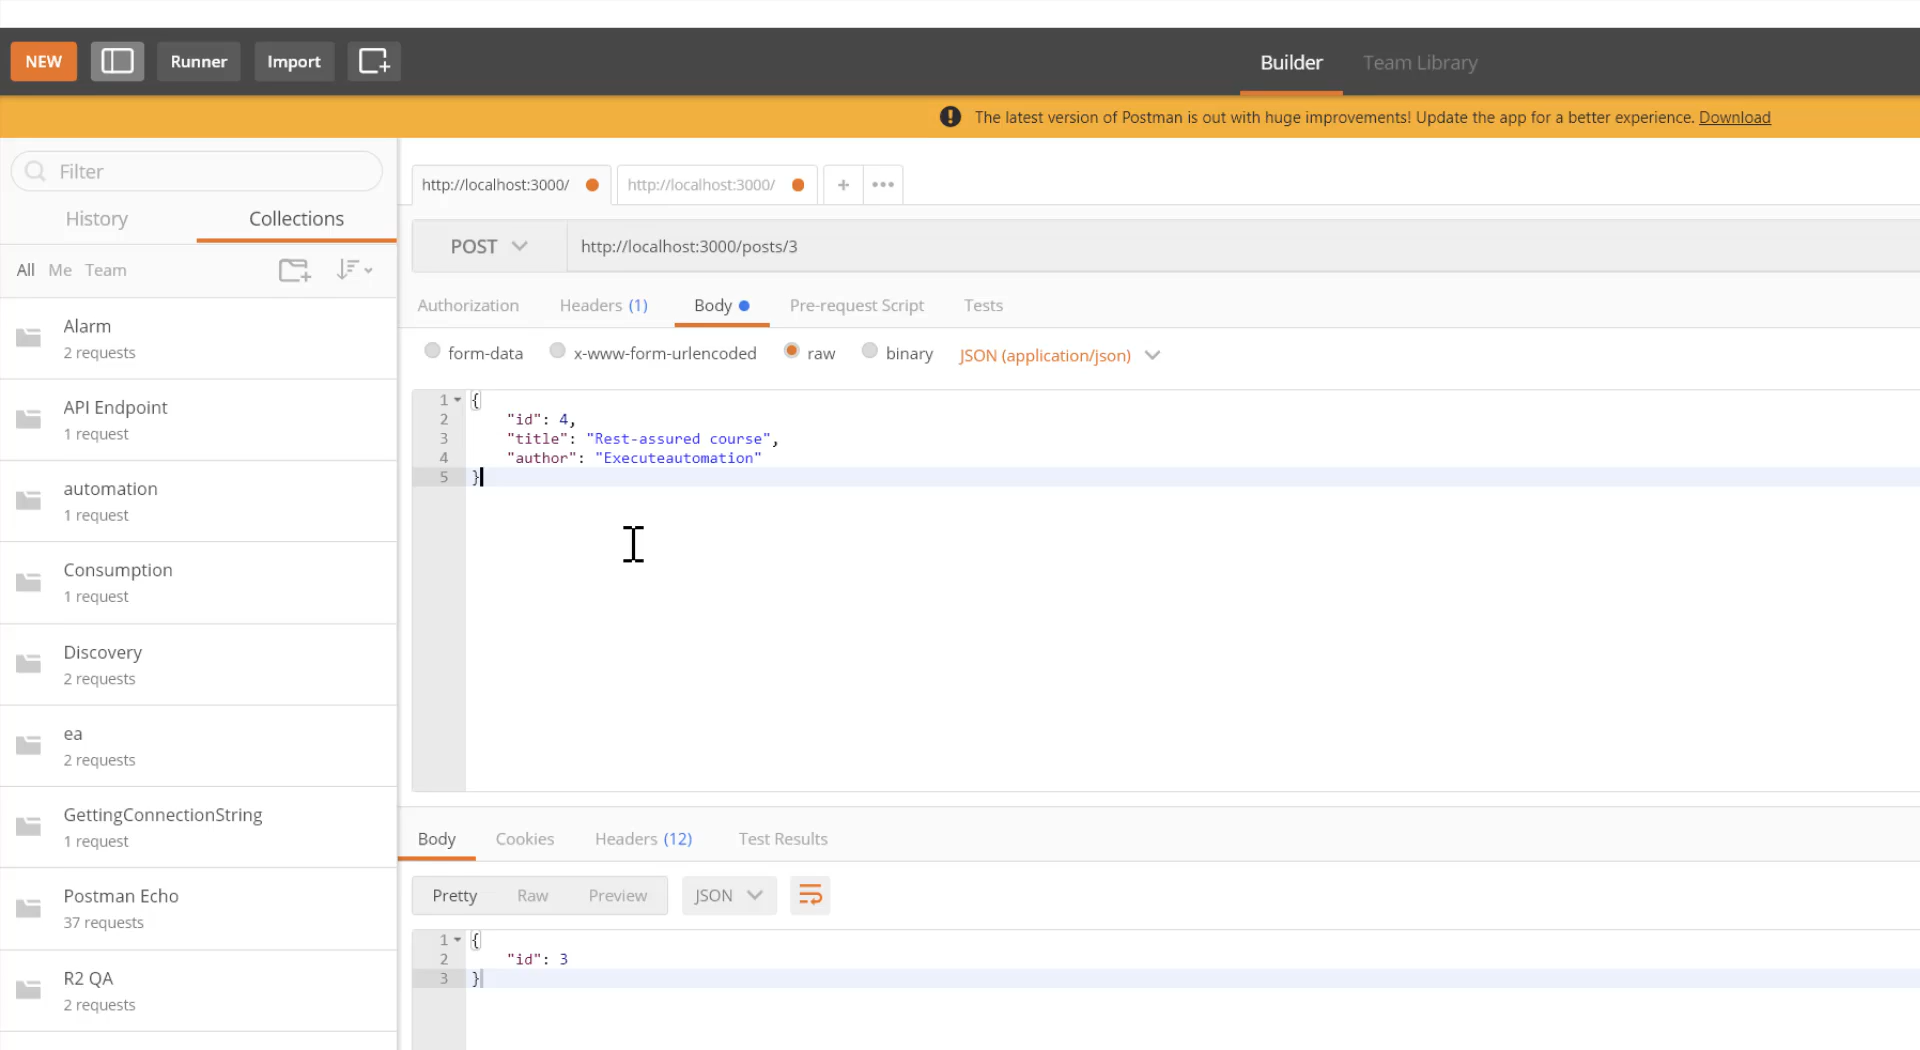 NEW Runner Import Builder Team Library
The latest version of Postman is out with huge improvements! Update the app for a better experience. Download
Filter
History Collections
All Me Team
Alarm
2 requests
API Endpoint
1 request
automation
1 request
Consumption
1 request
Discovery
2 requests
ea
2 requests
GettingConnectionString
1 request
Postman Echo
37 requests
R2 QA
2 requests
http://localhost:3000/ http://localhost:3000/ + •••
POST http://localhost:3000/posts/3
Authorization Headers (1) Body Pre-request Script Tests
form-data x-www-form-urlencoded raw binary JSON (application/json)
1 {
2 "id": 4,
3 "title": "Rest-assured course",
4 "author": "Executeautomation"
5 }
Body Cookies Headers (12) Test Results
Pretty Raw Preview JSON
1 {
2 "id": 3
3 }